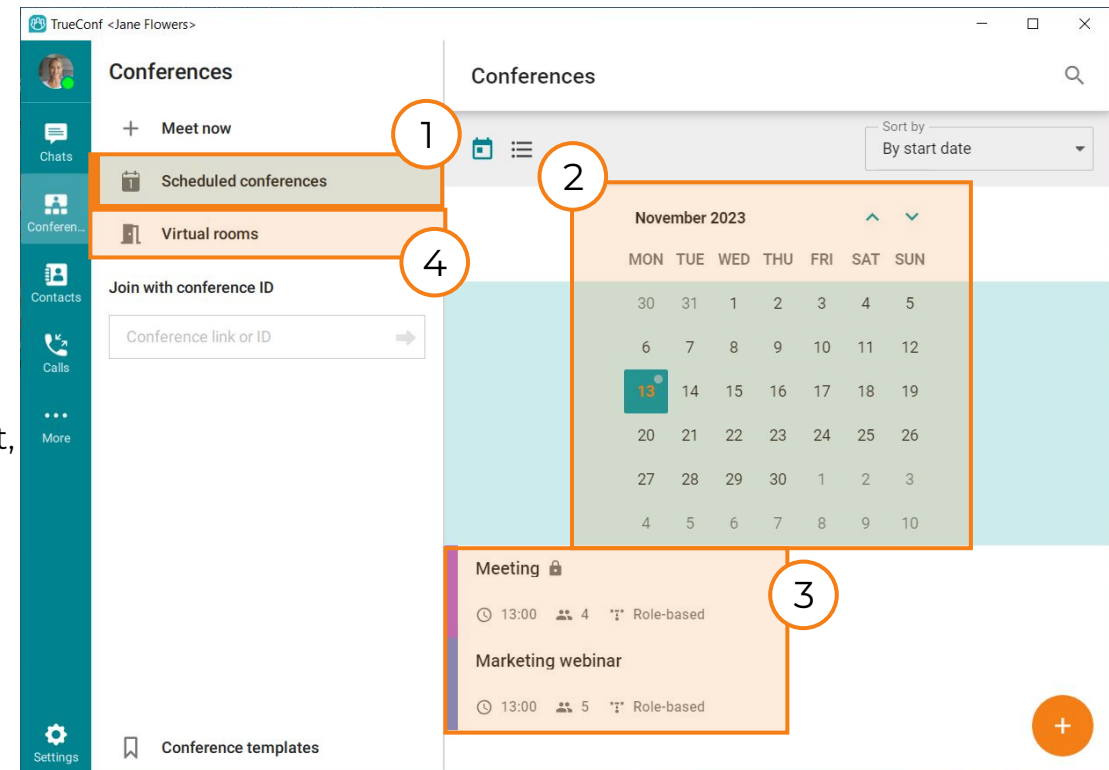 TrueConf <Jane Flowers>
Conferences
Meet now
Scheduled conferences
Virtual rooms
Join with conference ID
Conference link or ID
Conference templates
Chats
Conferen...
Contacts
Calls
More
Settings
t,
1
2
3
4
Conferences
Sort by
By start date
November 2023
MON TUE WED THU FRI SAT SUN
30 31 1 2 3 4 5
6 7 8 9 10 11 12
13 14 15 16 17 18 19
20 21 22 23 24 25 26
27 28 29 30 1 2 3
4 5 6 7 8 9 10
Meeting
13:00 4 Role-based
Marketing webinar
13:00 5 Role-based